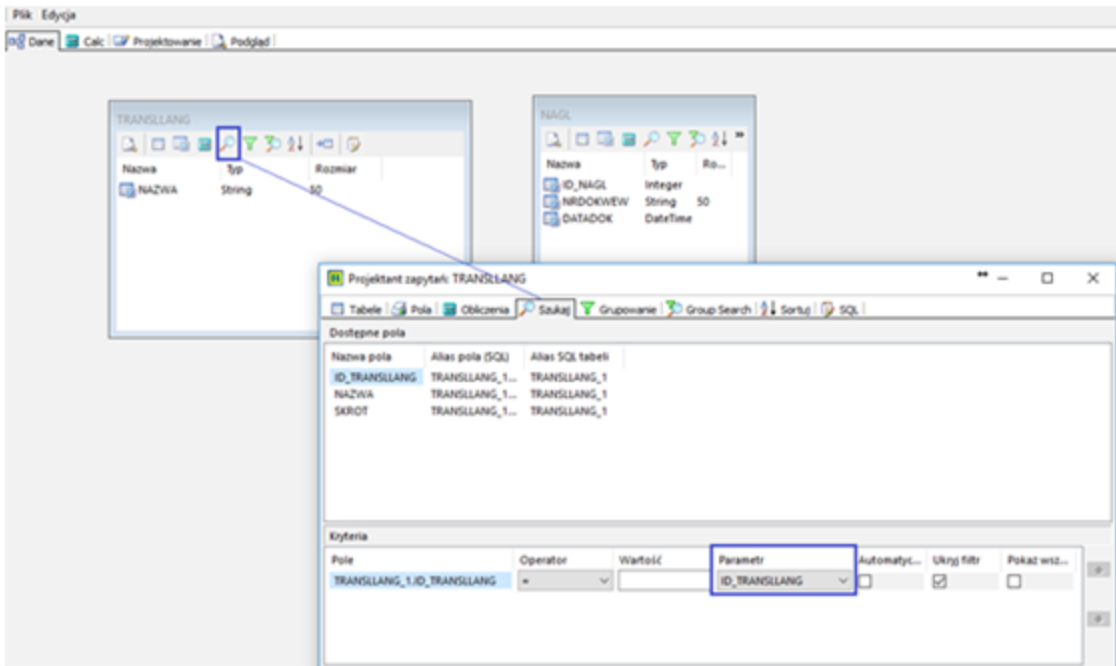 Plik Edycja
Dane Calc Projektowanie Podgląd
TRANSLLANG
Nazwa Typ Rozmiar
NAZWA String 50
NAGL
Nazwa Typ Ro...
ID_NAGL Integer
NRDOKWEW String 50
DATADOK DateTime
Projektant zapytań: TRANSLLANG
Tabele Pola Obliczenia Szukaj Grupowanie Group Search Sortuj SQL
Dostępne pola
Nazwa pola Alias pola (SQL) Alias SQL tabeli
ID_TRANSLLANG TRANSLLANG_1... TRANSLLANG_1
NAZWA TRANSLLANG_1... TRANSLLANG_1
SKROT TRANSLLANG_1... TRANSLLANG_1
Kryteria
Pole Operator Wartość Parametr Automatyc... Ukryj filtr Pokaż wsz...
TRANSLLANG_1.ID_TRANSLLANG = ID_TRANSLLANG